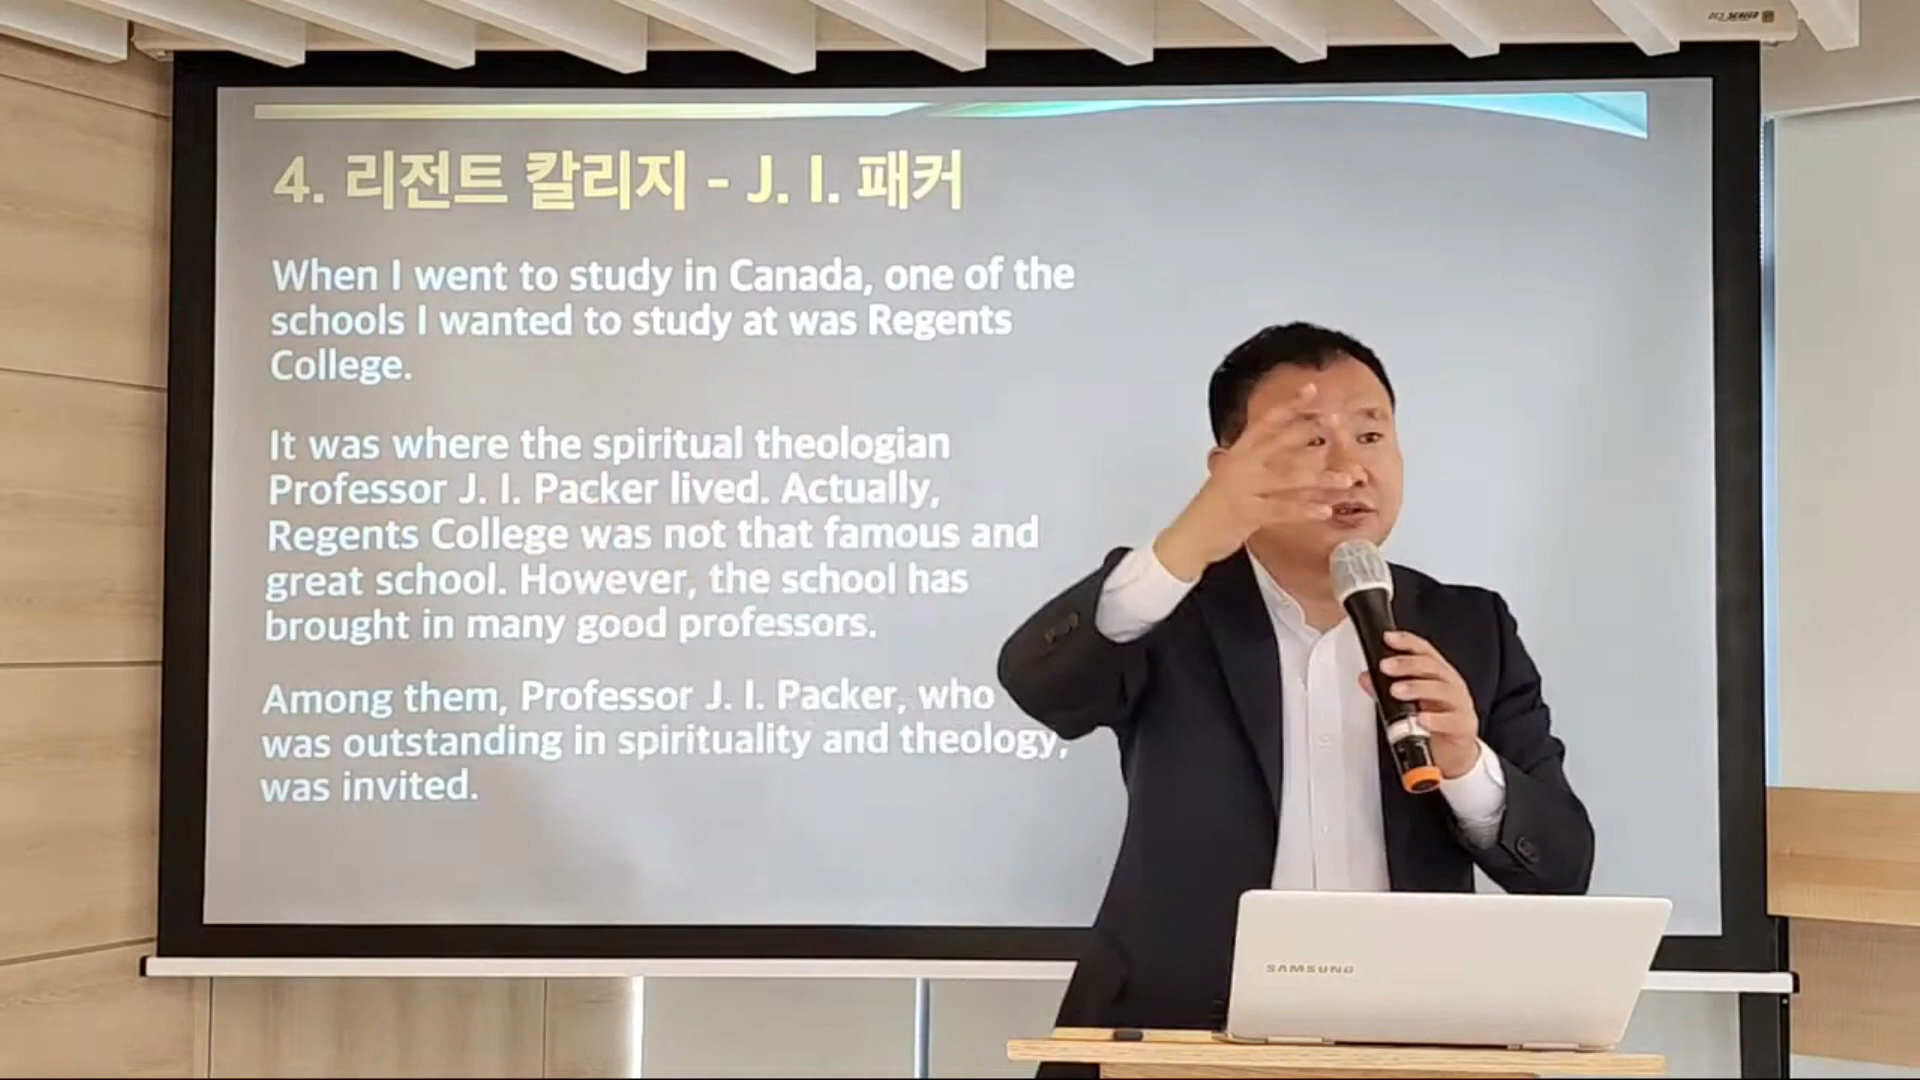 4. 리전트 칼리지 - J. I. 패커
When I went to study in Canada, one of the
schools I wanted to study at was Regents
College.
It was where the spiritual theologian
Professor J. I. Packer lived. Actually,
Regents College was not that famous and
great school. However, the school has
brought in many good professors.
Among them, Professor J. I. Packer, who
was outstanding in spirituality and theology,
was invited.
SAMSUNG